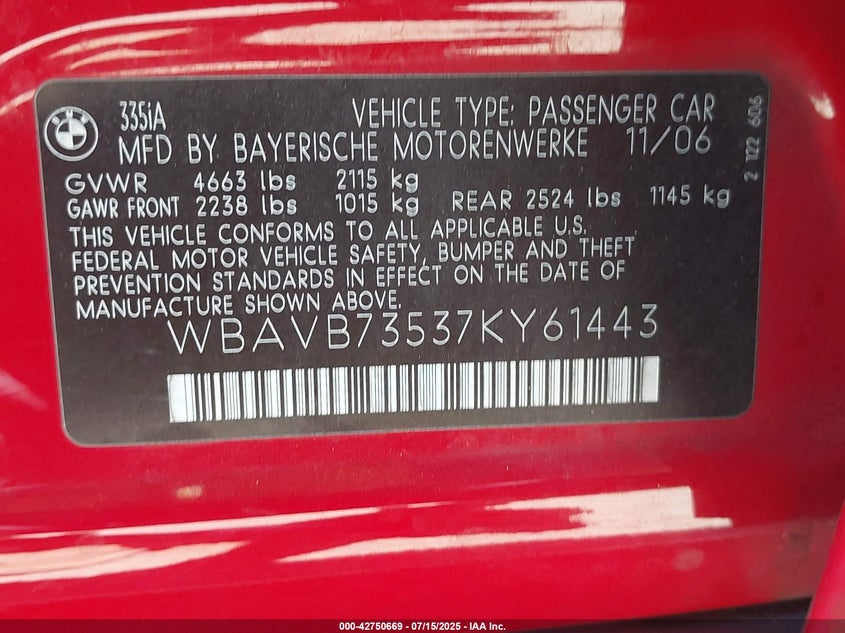 BMW
335iA VEHICLE TYPE: PASSENGER CAR
MFD BY BAYERISCHE MOTORENWERKE 11/06
GVWR 4663 lbs 2115 kg
GAWR FRONT 2238 lbs 1015 kg REAR 2524 lbs 1145 kg
THIS VEHICLE CONFORMS TO ALL APPLICABLE U.S.
FEDERAL MOTOR VEHICLE SAFETY, BUMPER AND THEFT
PREVENTION STANDARDS IN EFFECT ON THE DATE OF
MANUFACTURE SHOWN ABOVE.
WBAVB73537KY61443
2 122 606
000-42750669 - 07/15/2025 - IAA Inc.